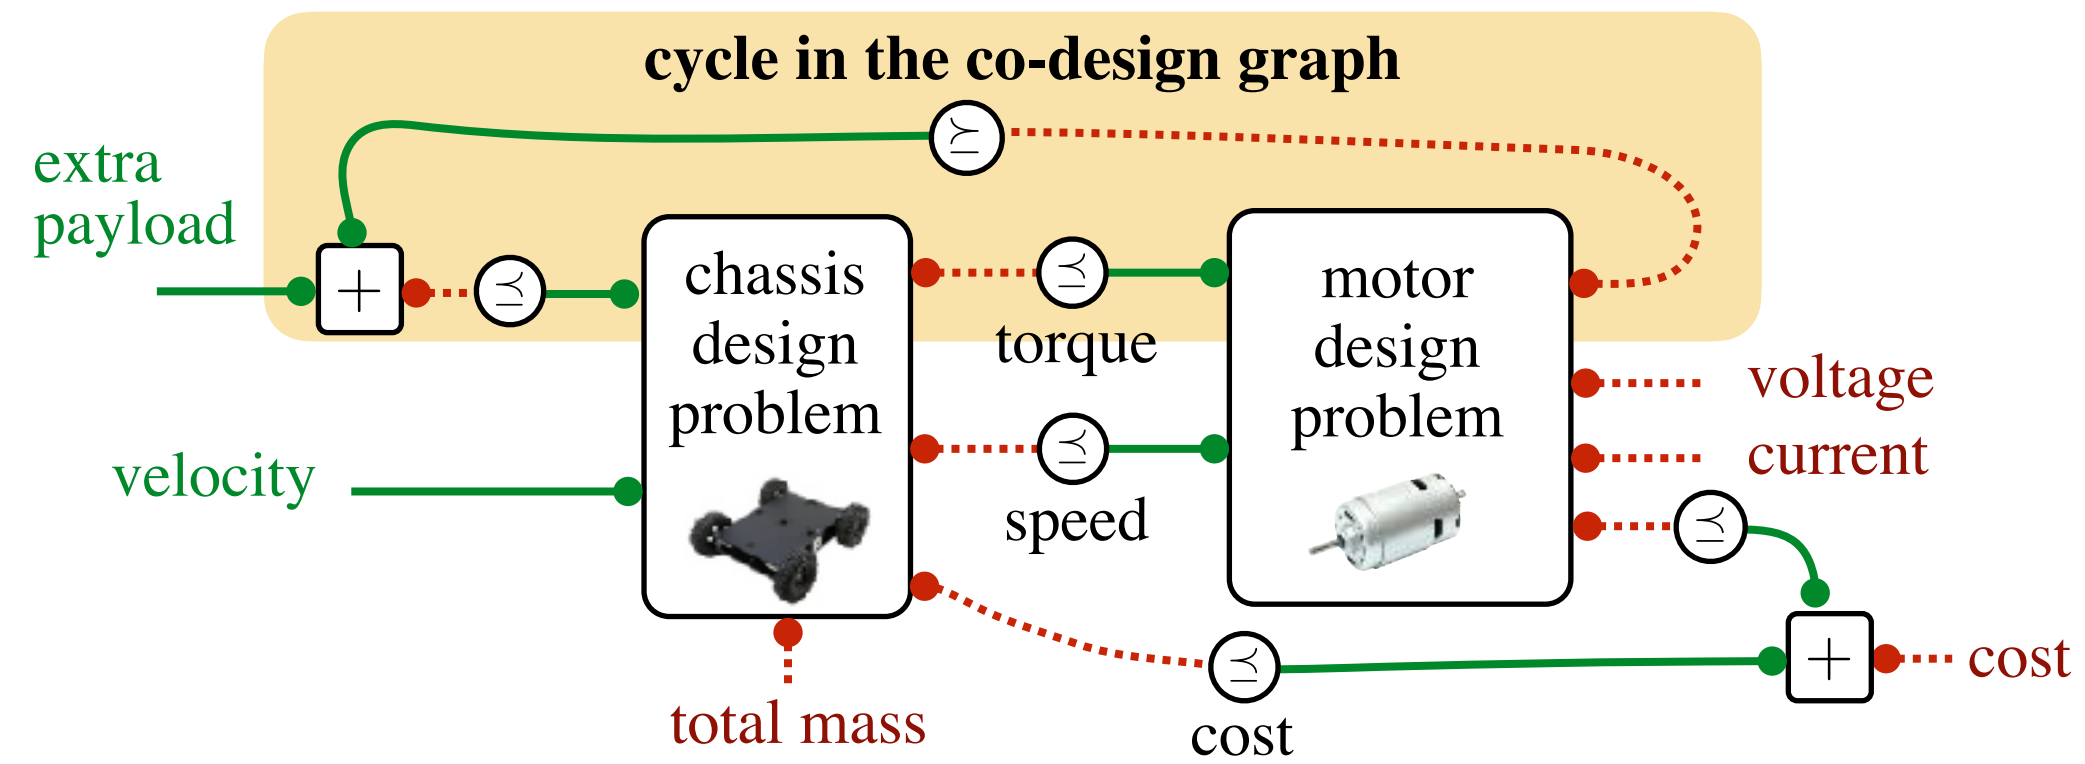 cycle in the co-design graph
⪰
extra
payload
+
⪯
chassis
design
problem
⪯
torque
motor
design
problem
voltage
current
velocity
⪯
speed
⪯
+
cost
total mass
⪯
cost